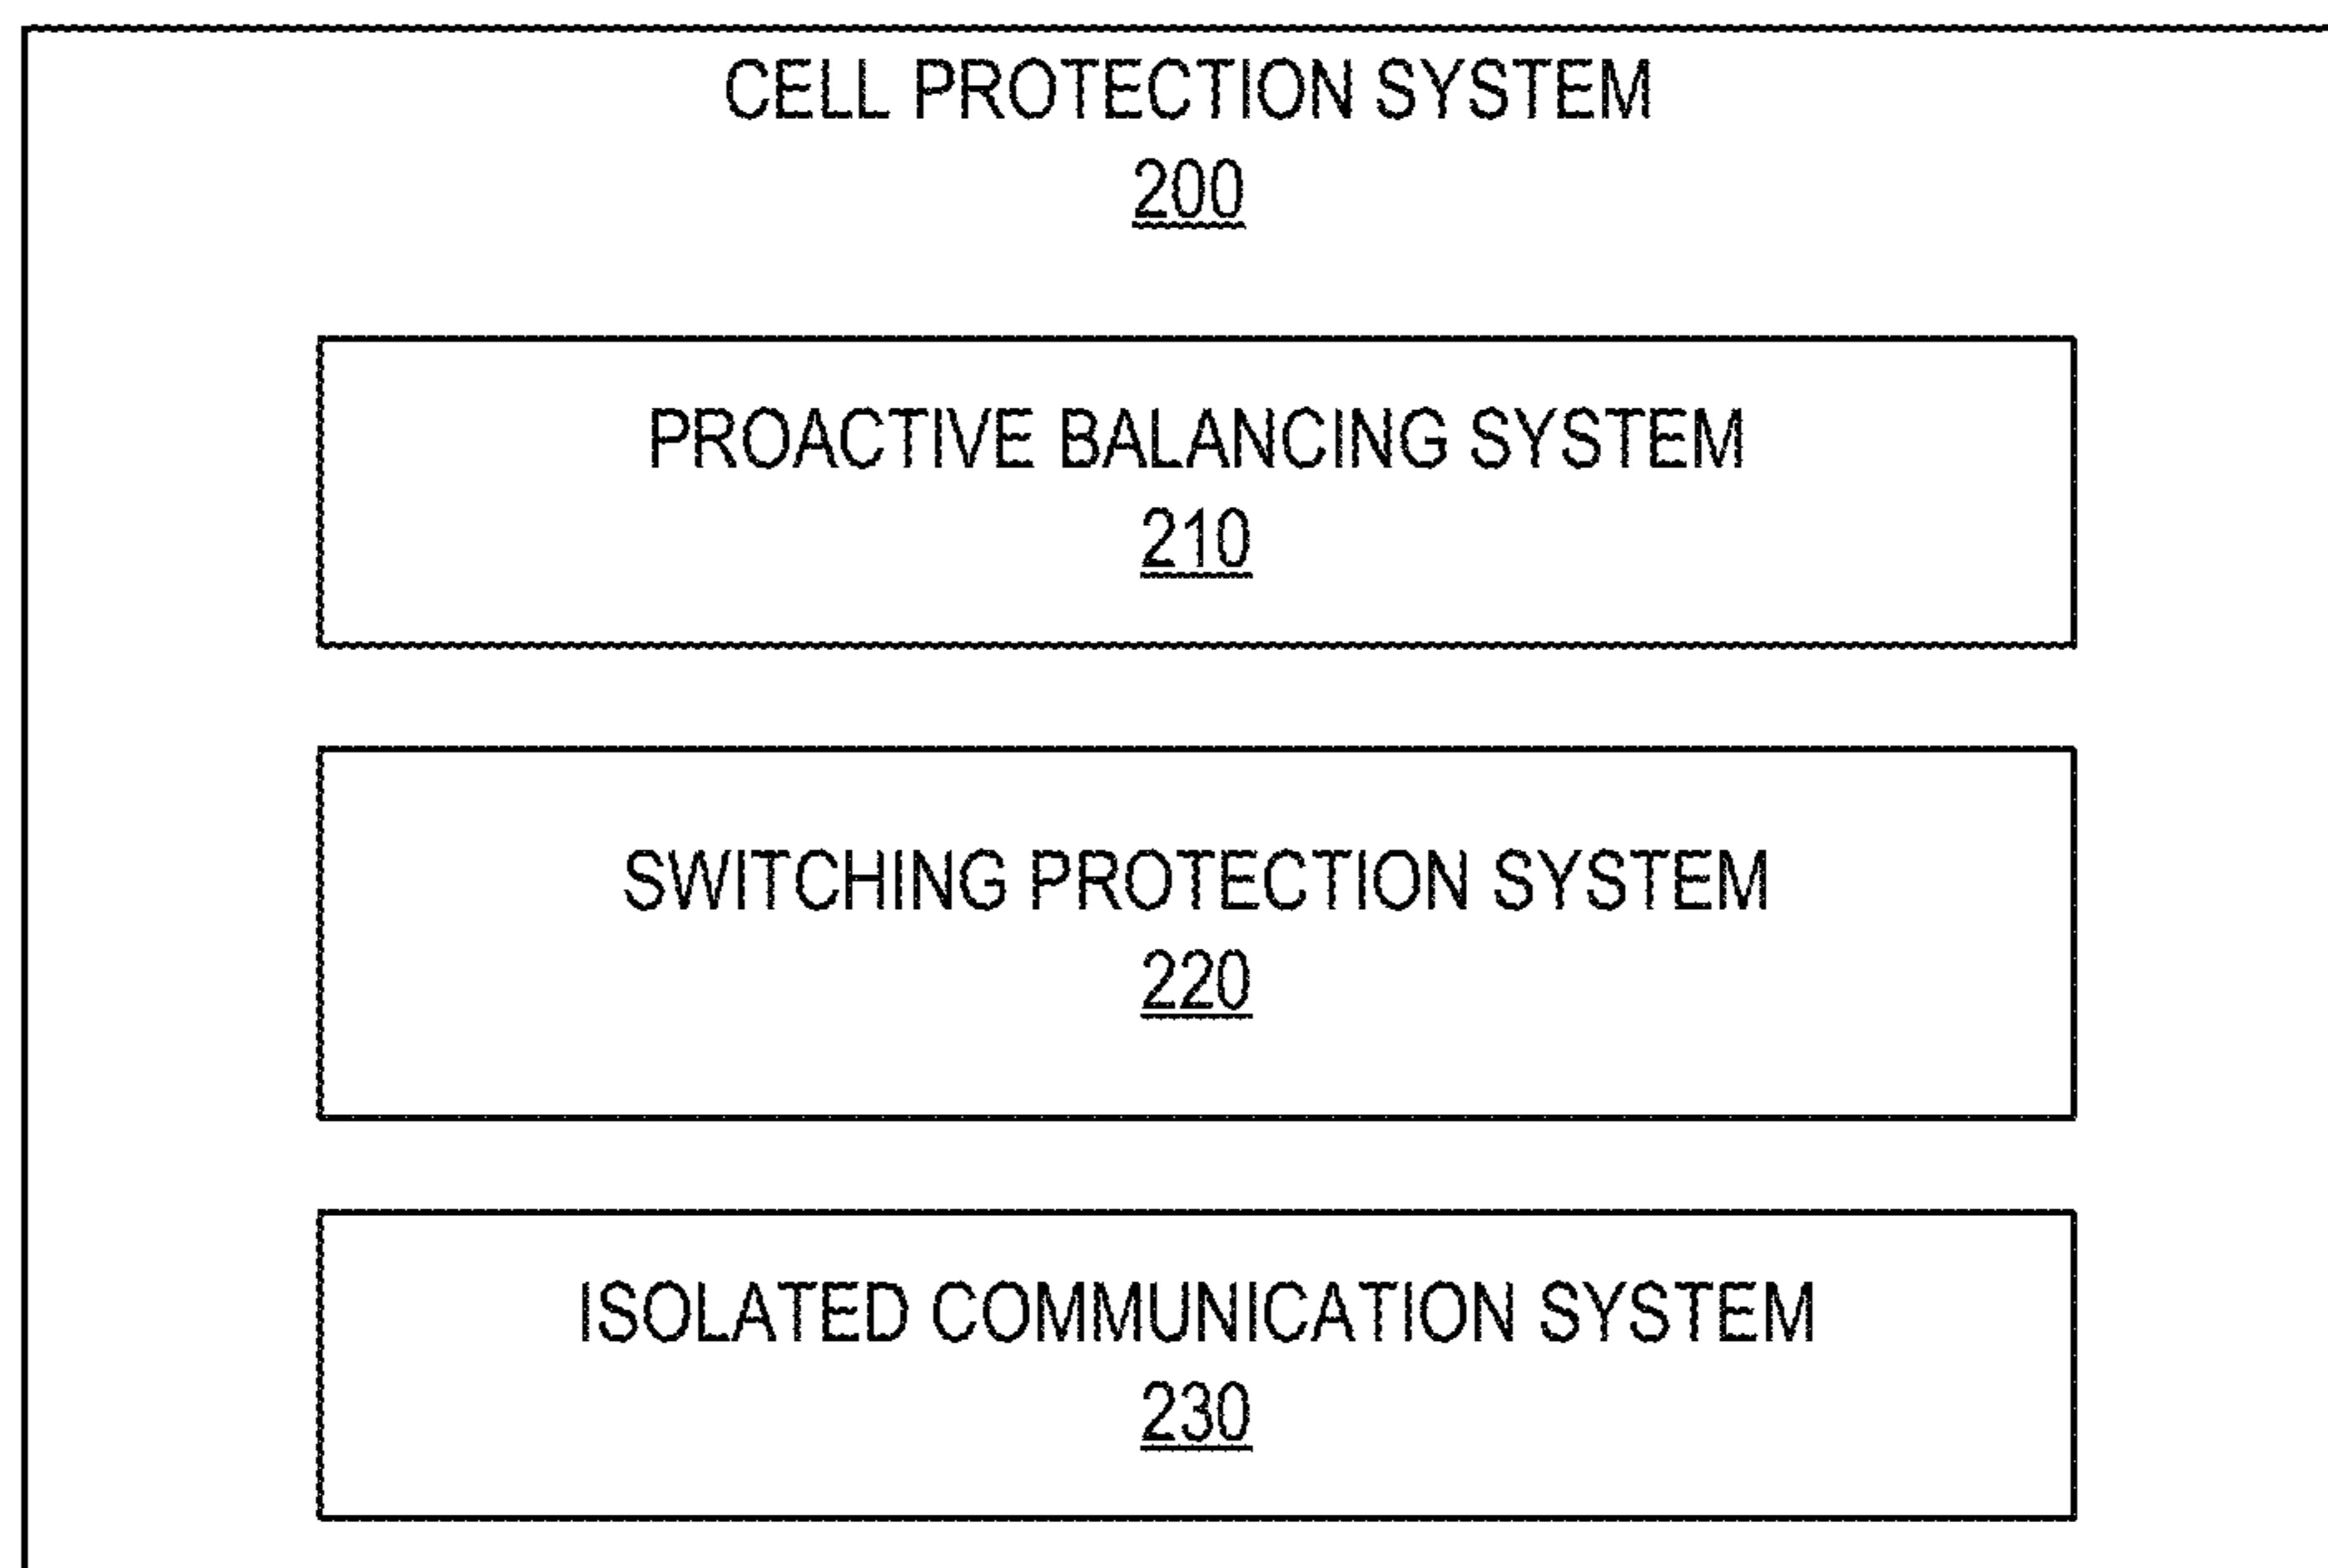 CELL PROTECTION SYSTEM
200
PROACTIVE BALANCING SYSTEM
210
SWITCHING PROTECTION SYSTEM
220
ISOLATED COMMUNICATION SYSTEM
230